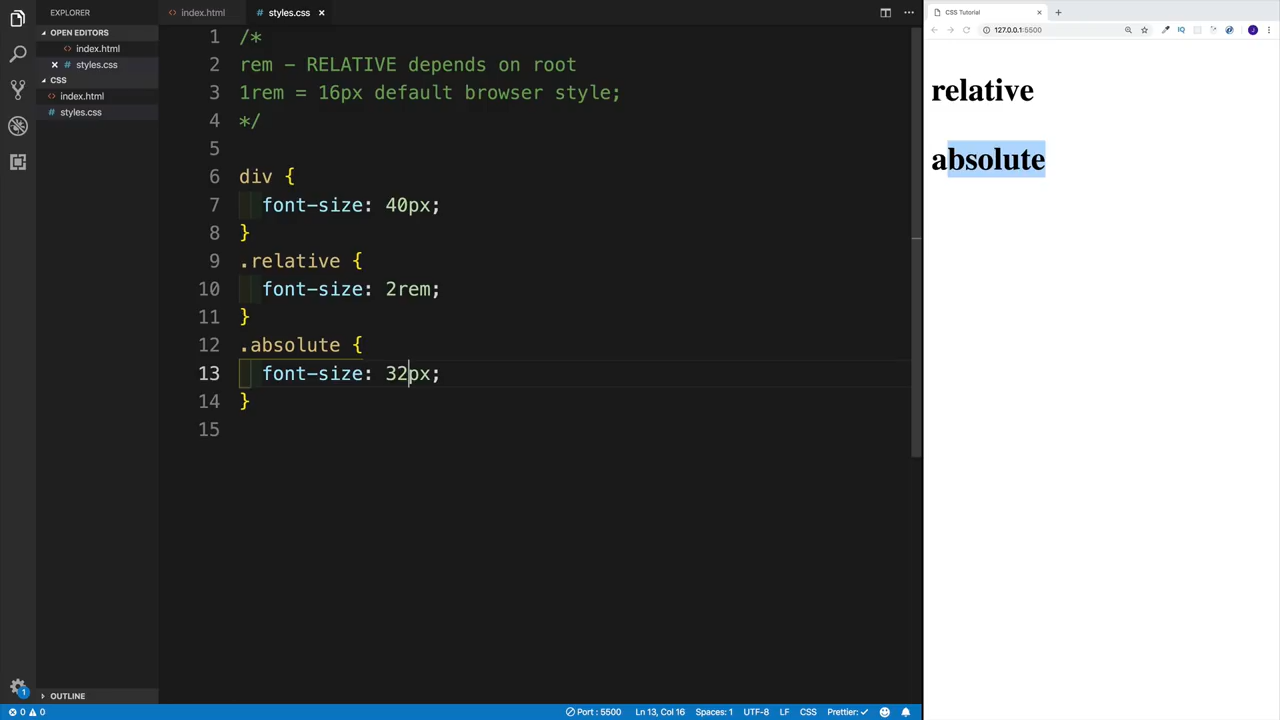 EXPLORER
OPEN EDITORS
index.html
styles.css
CSS
index.html
styles.css
OUTLINE
index.html
styles.css
1 /*
2 rem - RELATIVE depends on root
3 1rem = 16px default browser style;
4 */
5
6 div {
7 font-size: 40px;
8 }
9 .relative {
10 font-size: 2rem;
11 }
12 .absolute {
13 font-size: 32px;
14 }
15
CSS Tutorial
127.0.0.1:5500
relative
absolute
1
0 0
Port : 5500 Ln 13, Col 16 Spaces: 1 UTF-8 LF CSS Prettier: ✓